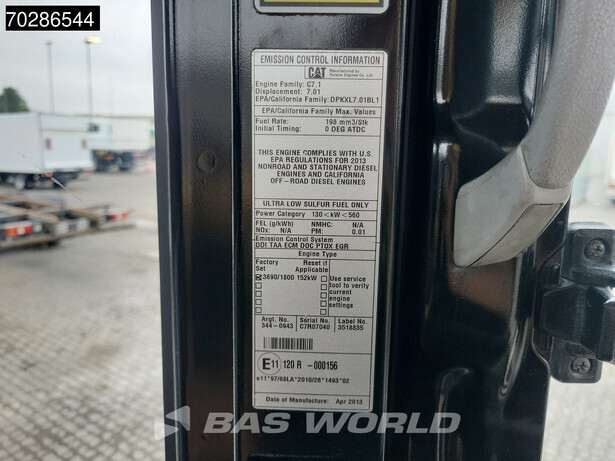 70286544
EMISSION CONTROL INFORMATION
CAT
Manufactured by
Perkins Engines Co. Ltd.
Engine Family: C7.1
Displacement: 7.01
EPA/California Family: DPKXL7.01BL1
EPA/California Family Max. Values
Fuel Rate: 198 mm3/Stk
Initial Timing: 0 DEG ATDC
THIS ENGINE COMPLIES WITH U.S.
EPA REGULATIONS FOR 2013
NONROAD AND STATIONARY DIESEL
ENGINES AND CALIFORNIA
OFF-ROAD DIESEL ENGINES
ULTRA LOW SULFUR FUEL ONLY
Power Category 130<kW<560
FEL (g/kWh) NMHC: N/A
NOx: N/A PM: 0.01
Emission Control System
DDI TAA ECM DOC PTOX EGR
Engine Type
Factory Set Reset if Applicable
3690/1800 152kW Use service
tool to verify
current
engine
settings
Argt. No. Serial No. Label No.
344-0943 C7R07040 3518835
E11 120 R -000156
e11*97/68LA*2010/26*1493*02
Date of Manufacture: Apr 2013
BAS WORLD